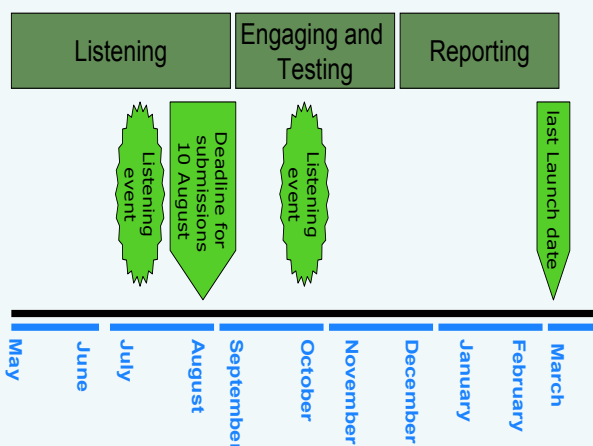 Listening
Engaging and
Testing
Reporting
Listening
event
Deadline for
submissions
10 August
Listening
event
last Launch date
May
June
July
August
September
October
November
December
January
February
March